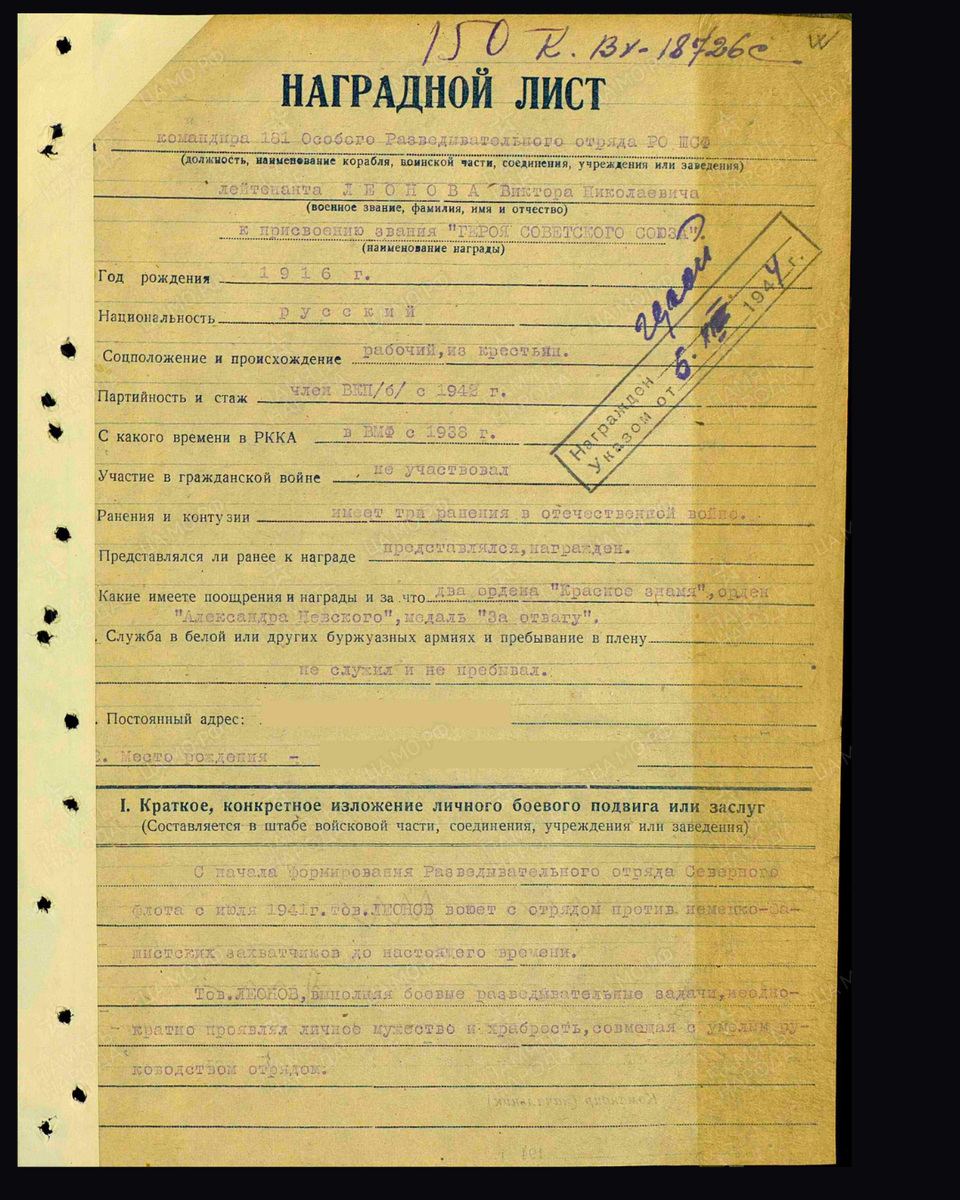 150 К. Вх-18726с
НАГРАДНОЙ ЛИСТ
командира 181 Особого Разведывательного отряда РО ШСФ
(должность, наименование корабля, воинской части, соединения, учреждения или заведения)
лейтенанта ЛЕОНОВА Виктора Николаевича
(военное звание, фамилия, имя и отчество)
к присвоению звания "ГЕРОЯ СОВЕТСКОГО СОЮЗА".
(наименование награды)
Год рождения 1916 г.
Национальность русский
Соцположение и происхождение рабочий,из крестьян.
Партийность и стаж член ВКП/б/ с 1942 г.
С какого времени в РККА в ВМФ с 1938 г.
Участие в гражданской войне не участвовал
Ранения и контузии имеет три ранения в отечественной войне.
Представлялся ли ранее к награде представлялся,награжден.
Какие имеете поощрения и награды и за что два ордена "Красное знамя",орден
"Александра Невского",медаль "За отвагу".
Служба в белой или других буржуазных армиях и пребывание в плену
не служил и не пребывал.
Постоянный адрес:
Место рождения -
Награжден
Указом от 5. 1944 г.
I. Краткое, конкретное изложение личного боевого подвига или заслуг
(Составляется в штабе войсковой части, соединения, учреждения или заведения)
С начала формирования Разведывательного отряда Северного
флота с июля 1941г.тов.ЛЕОНОВ воюет с отрядом против немецко-фа-
шистских захватчиков до настоящего времени.
Тов.ЛЕОНОВ,выполняя боевые разведывательные задачи,неодно-
кратно проявлял личное мужество и храбрость,совмещая с умелым ру-
ководством отрядом.